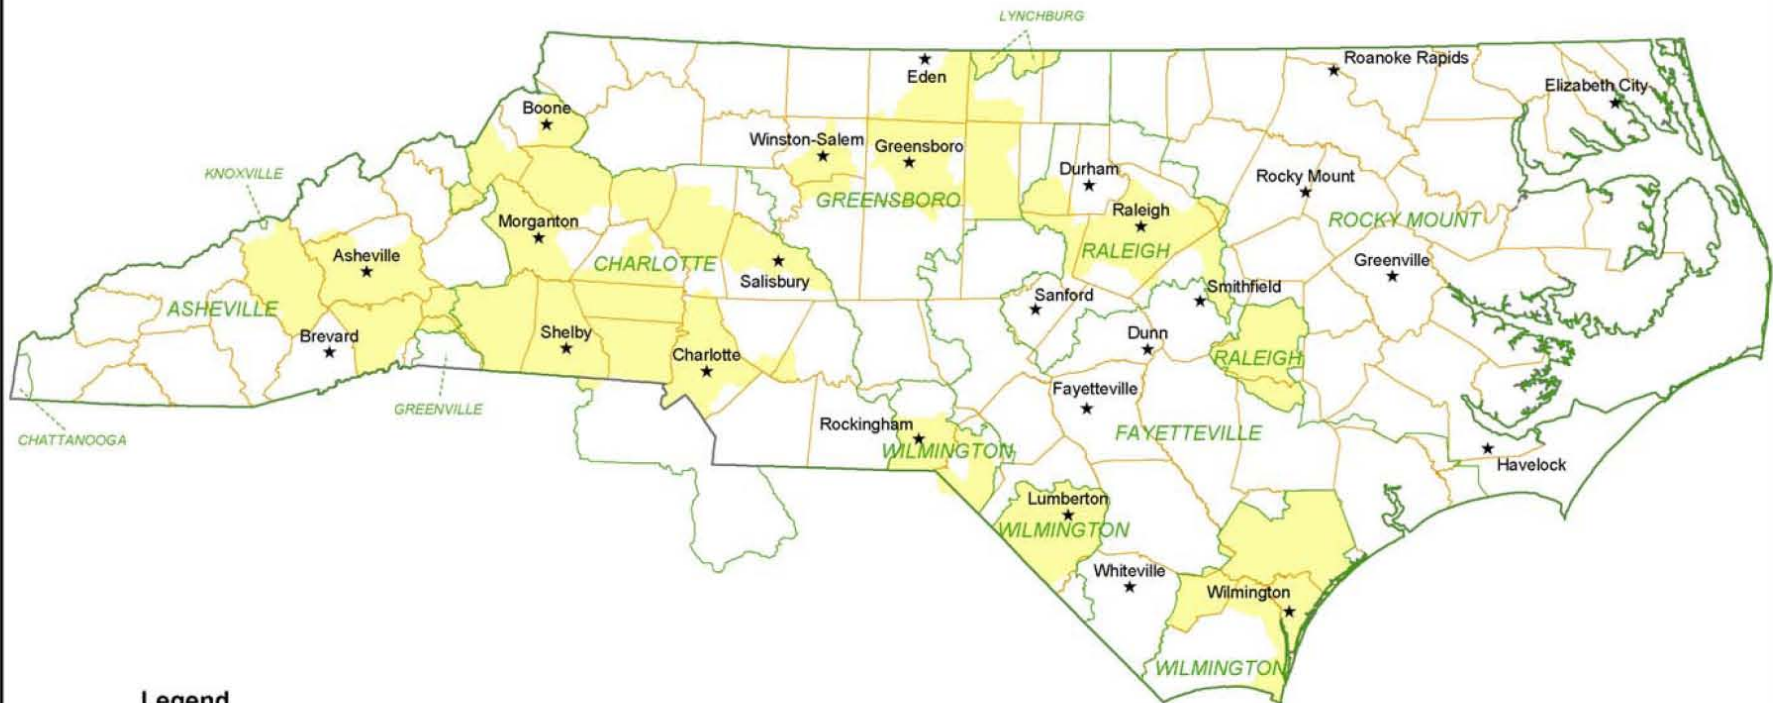 LYNCHBURG
Roanoke Rapids
Eden
Elizabeth City
Boone
Winston-Salem
Greensboro
KNOXVILLE
Durham
Rocky Mount
GREENSBORO
Raleigh
ROCKY MOUNT
Morganton
Asheville
CHARLOTTE
RALEIGH
Greenville
Salisbury
Smithfield
Sanford
ASHEVILLE
Brevard
Shelby
Dunn
Charlotte
RALEIGH
Fayetteville
GREENVILLE
Rockingham
FAYETTEVILLE
CHATTANOOGA
WILMINGTON
Havelock
Lumberton
WILMINGTON
Whiteville
Wilmington
WILMINGTON
Legend